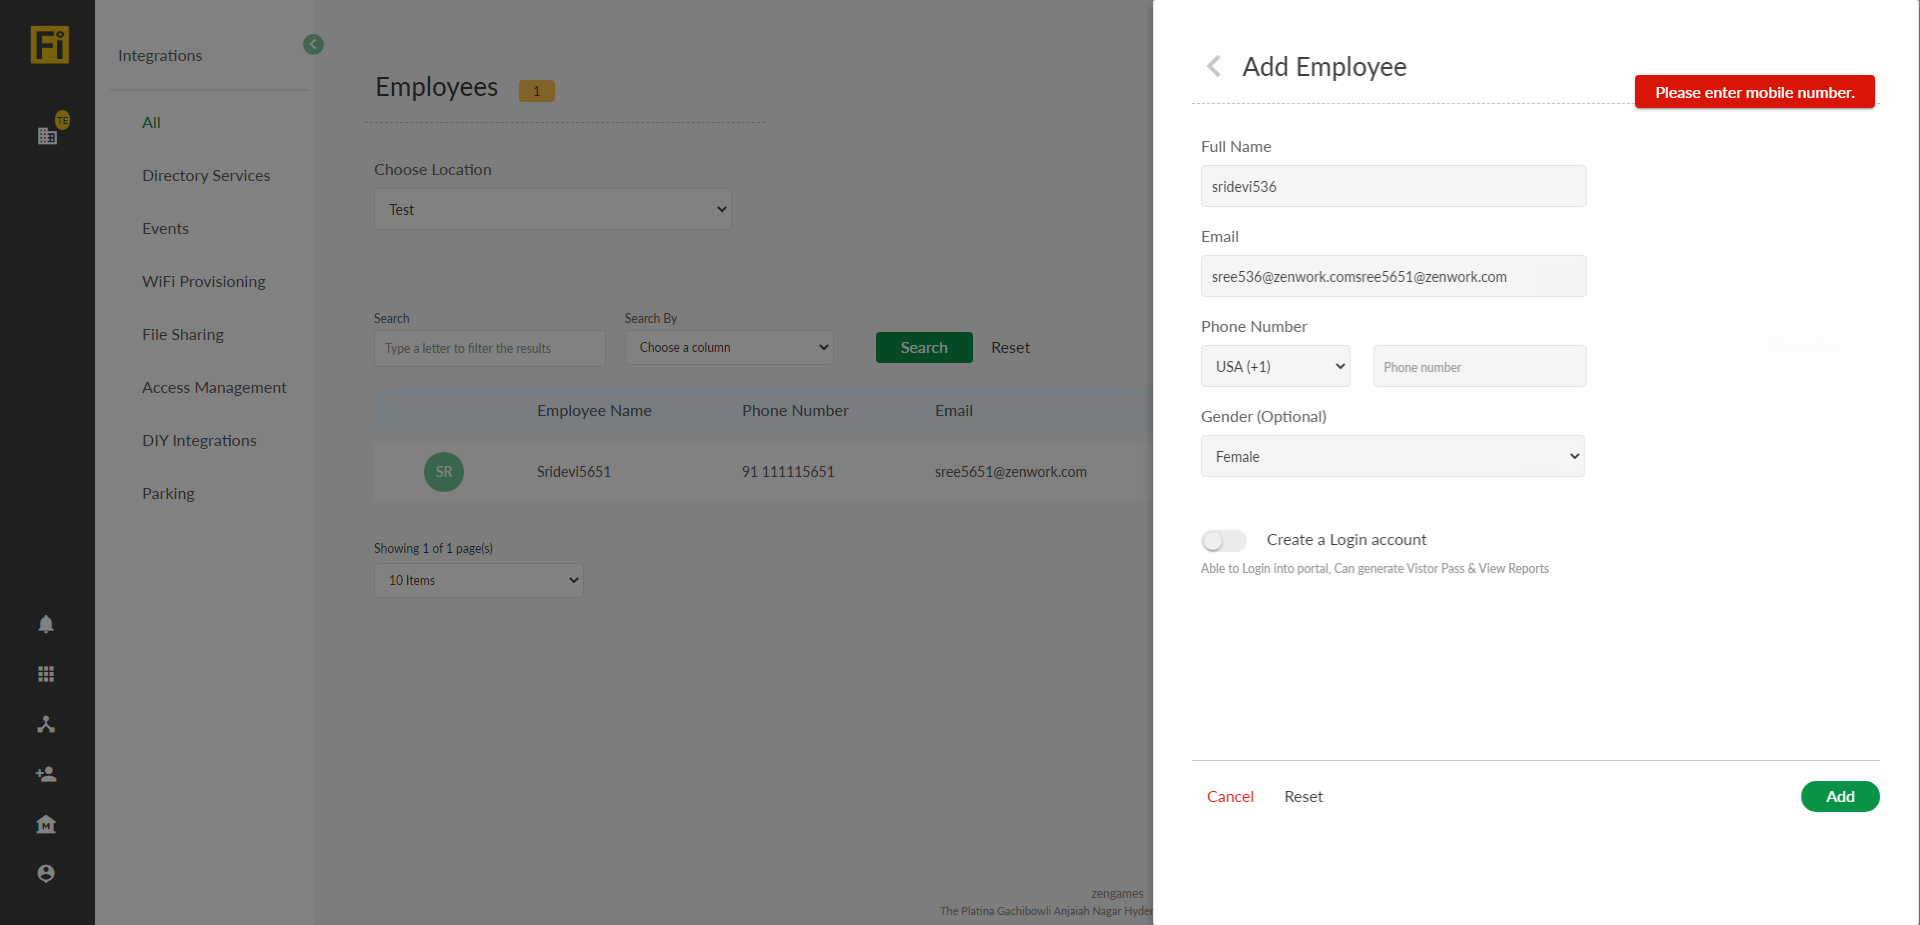 Fi
TE
Integrations
All
Directory Services
Events
WiFi Provisioning
File Sharing
Access Management
DIY Integrations
Parking
M
Employees 1
Choose Location
Test
Search Search By
Type a letter to filter the results Choose a column Search Reset
Employee Name Phone Number Email
SR Sridevi5651 91 111115651 sree5651@zenwork.com
Showing 1 of 1 page(s)
10 Items
zengames
The Platina Gachibowli Anjaiah Nagar Hyder
Add Employee
Please enter mobile number.
Full Name
sridevi536
Email
sree536@zenwork.comsree5651@zenwork.com
Phone Number
USA (+1) Phone number
Gender (Optional)
Female
Create a Login account
Able to Login into portal, Can generate Vistor Pass & View Reports
Cancel Reset Add